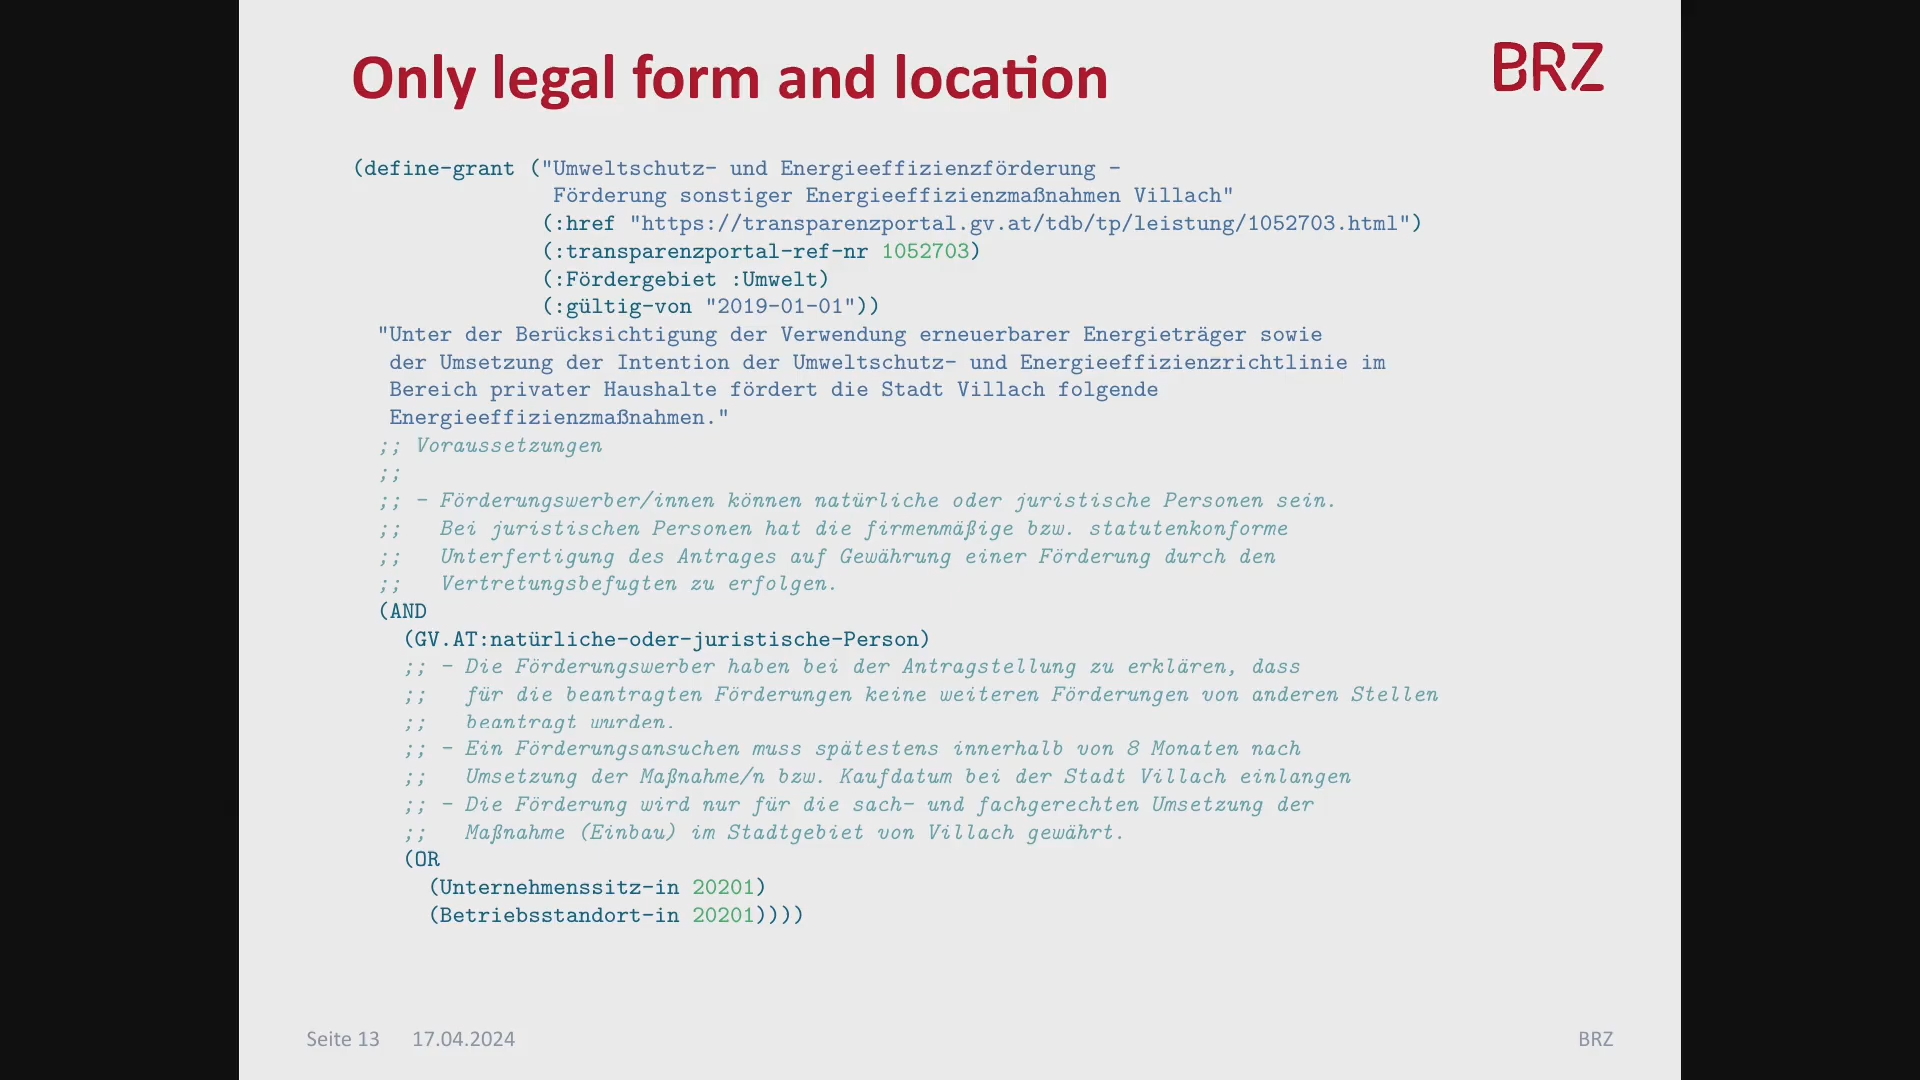 Only legal form and location
BRZ
(define-grant ("Umweltschutz- und Energieeffizienzförderung -
Förderung sonstiger Energieeffizienzmaßnahmen Villach"
(:href "https://transparenzportal.gv.at/tdb/tp/leistung/1052703.html")
(:transparenzportal-ref-nr 1052703)
(:Fördergebiet :Umwelt)
(:gültig-von "2019-01-01"))
"Unter der Berücksichtigung der Verwendung erneuerbarer Energieträger sowie
der Umsetzung der Intention der Umweltschutz- und Energieeffizienzrichtlinie im
Bereich privater Haushalte fördert die Stadt Villach folgende
Energieeffizienzmaßnahmen."
;; Voraussetzungen
;;
;; - Förderungswerber/innen können natürliche oder juristische Personen sein.
;; Bei juristischen Personen hat die firmenmäßige bzw. statutenkonforme
;; Unterfertigung des Antrages auf Gewährung einer Förderung durch den
;; Vertretungsbefugten zu erfolgen.
(AND
(GV.AT:natürliche-oder-juristische-Person)
;; - Die Förderungswerber haben bei der Antragstellung zu erklären, dass
;; für die beantragten Förderungen keine weiteren Förderungen von anderen Stellen
;; beantragt wurden.
;; - Ein Förderungsansuchen muss spätestens innerhalb von 8 Monaten nach
;; Umsetzung der Maßnahme/n bzw. Kaufdatum bei der Stadt Villach einlangen
;; - Die Förderung wird nur für die sach- und fachgerechten Umsetzung der
;; Maßnahme (Einbau) im Stadtgebiet von Villach gewährt.
(OR
(Unternehmenssitz-in 20201)
(Betriebsstandort-in 20201))))
Seite 13 17.04.2024
BRZ